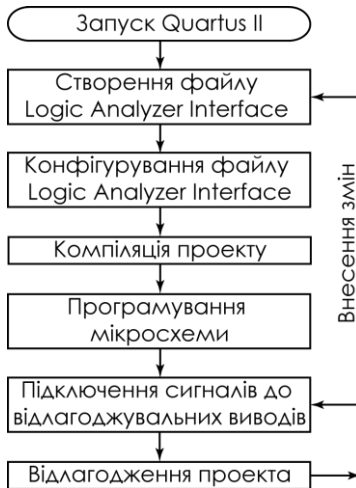 Запуск Quartus II
Створення файлу
Logic Analyzer Interface
Конфігурування файлу
Logic Analyzer Interface
Компіляція проекту
Програмування
мікросхеми
Підключення сигналів до
відлагоджувальних виводів
Відлагодження проекта
Внесення змін